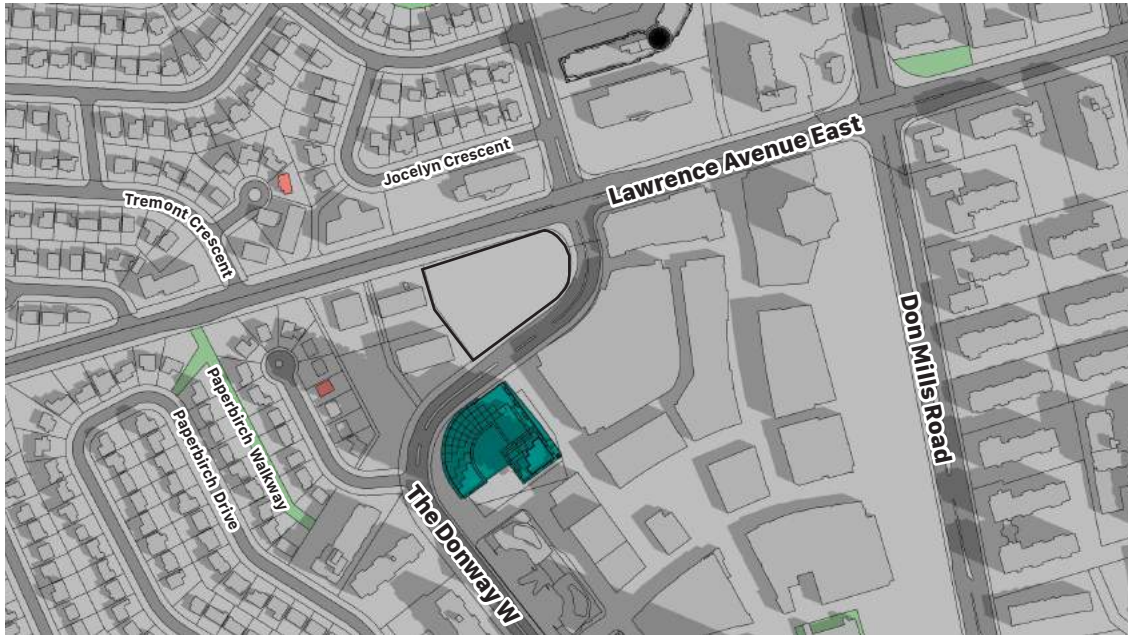 Lawrence Avenue East
Jocelyn Crescent
Tremont Crescent
Don Mills Road
Paperbirch Walkway
Paperbirch Drive
The Donway W